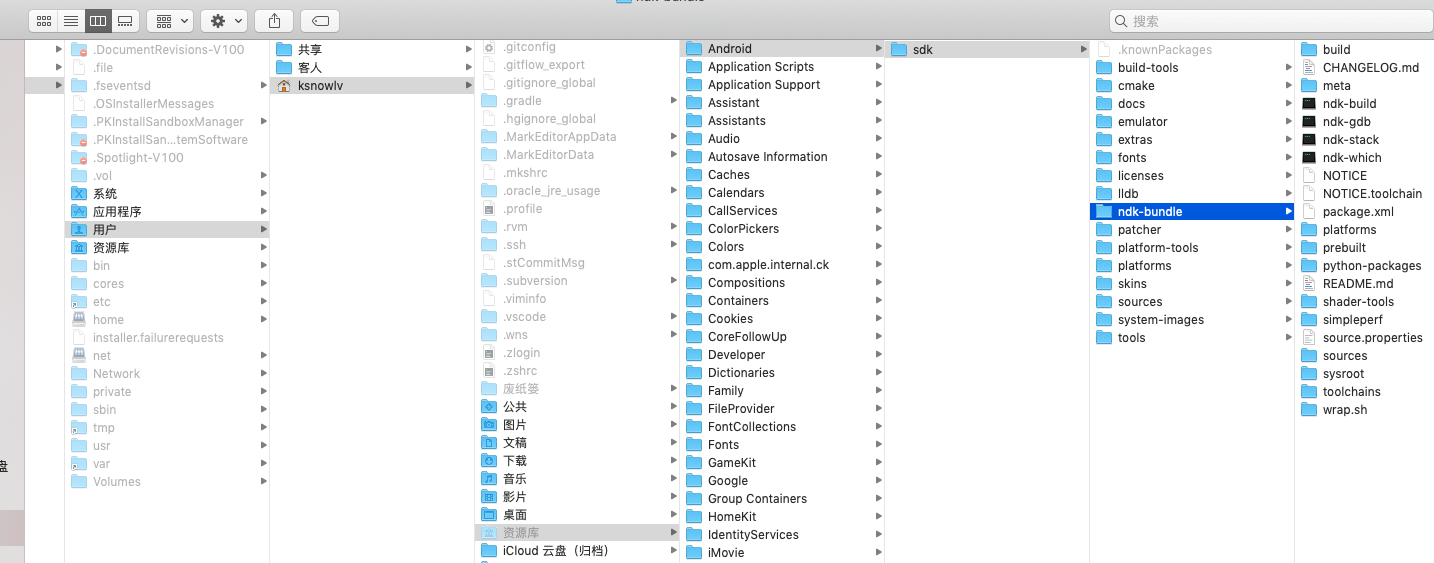 ndk-bundle
搜索
.DocumentRevisions-V100
.file
.fseventsd
.OSInstallerMessages
.PKInstallSandboxManager
.PKInstallSan...temSoftware
.Spotlight-V100
.vol
系统
应用程序
用户
资源库
bin
cores
etc
home
installer.failurerequests
net
Network
private
sbin
tmp
usr
var
Volumes
盘
共享
客人
ksnowlv
.gitconfig
.gitflow_export
.gitignore_global
.gradle
.hgignore_global
.MarkEditorAppData
.MarkEditorData
.mkshrc
.oracle_jre_usage
.profile
.rvm
.ssh
.stCommitMsg
.subversion
.viminfo
.vscode
.wns
.zlogin
.zshrc
废纸篓
公共
图片
文稿
下载
音乐
影片
桌面
资源库
iCloud 云盘（归档）
Android
Application Scripts
Application Support
Assistant
Assistants
Audio
Autosave Information
Caches
Calendars
CallServices
ColorPickers
Colors
com.apple.internal.ck
Compositions
Containers
Cookies
CoreFollowUp
Developer
Dictionaries
Family
FileProvider
FontCollections
Fonts
GameKit
Google
Group Containers
HomeKit
IdentityServices
iMovie
sdk
.knownPackages
build-tools
cmake
docs
emulator
extras
fonts
licenses
lldb
ndk-bundle
patcher
platform-tools
platforms
skins
sources
system-images
tools
build
CHANGELOG.md
meta
ndk-build
ndk-gdb
ndk-stack
ndk-which
NOTICE
NOTICE.toolchain
package.xml
platforms
prebuilt
python-packages
README.md
shader-tools
simpleperf
source.properties
sources
sysroot
toolchains
wrap.sh